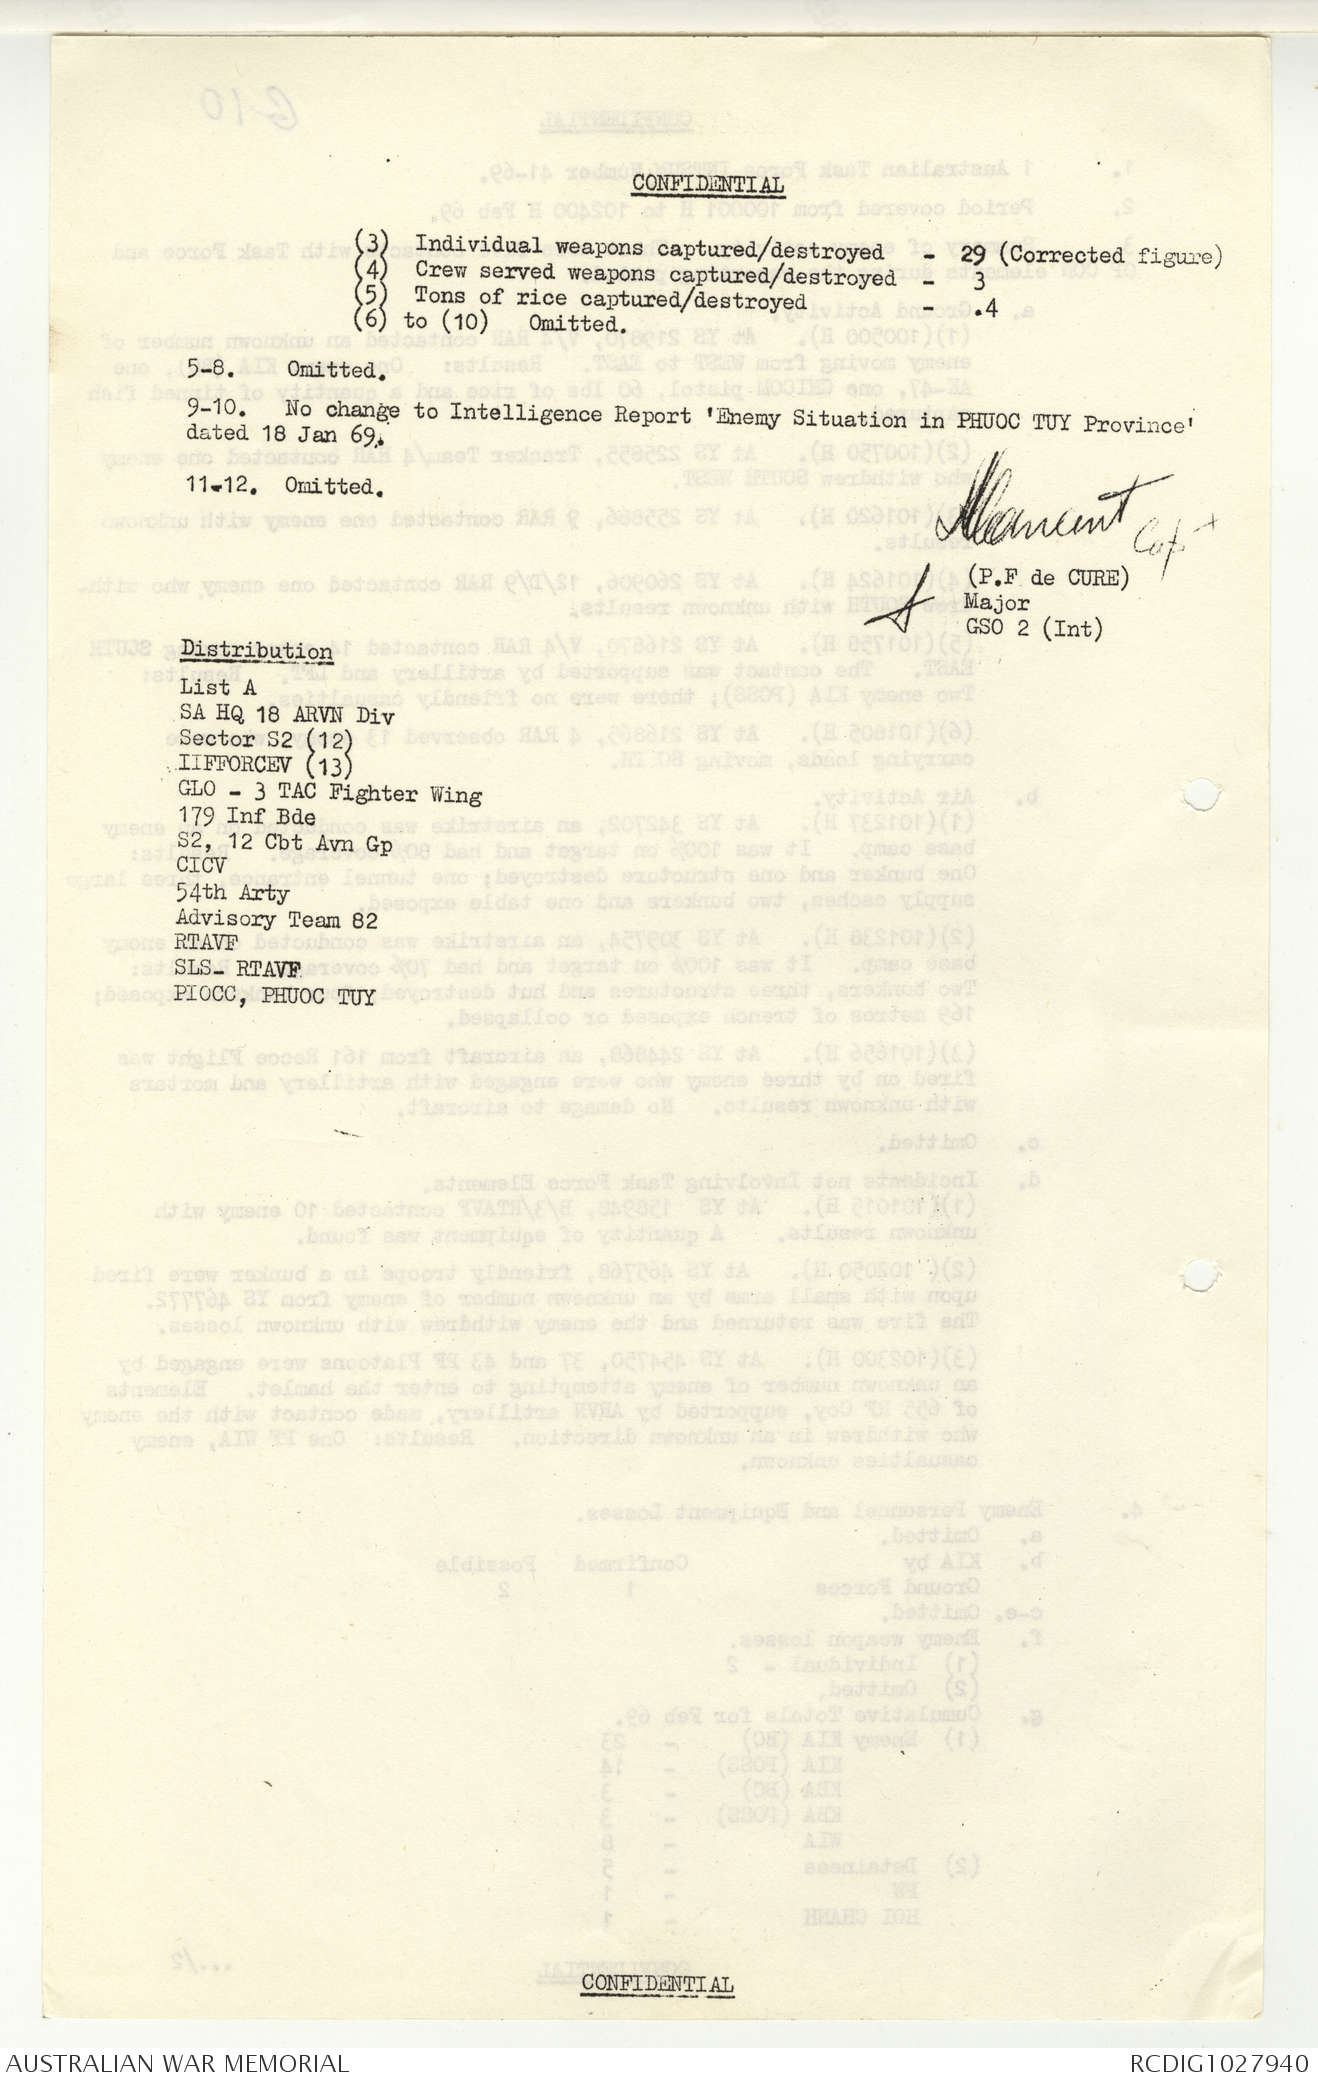 CONFIDENTIAL
(3) Individual weapons captured/destroyed - 29 (Corrected figure)
(4) Crew served weapons captured/destroyed - 3
(5) Tons of rice captured/destroyed - .4
(6) to (10) Omitted.
5-8. Omitted.
9-10. No change to Intelligence Report 'Enemy Situation in PHUOC TUY Province'
dated 18 Jan 69.
11-12. Omitted.
Capt
(P.F de CURE)
Major
GSO 2 (Int)
Distribution
List A
SA HQ 18 ARVN Div
Sector S2 (12)
IIFFORCEV (13)
GLO - 3 TAC Fighter Wing
179 Inf Bde
S2, 12 Cbt Avn Gp
CICV
54th Arty
Advisory Team 82
RTAVF
SLS- RTAVF
PIOCC, PHUOC TUY
CONFIDENTIAL
AUSTRALIAN WAR MEMORIAL
RCDIG1027940